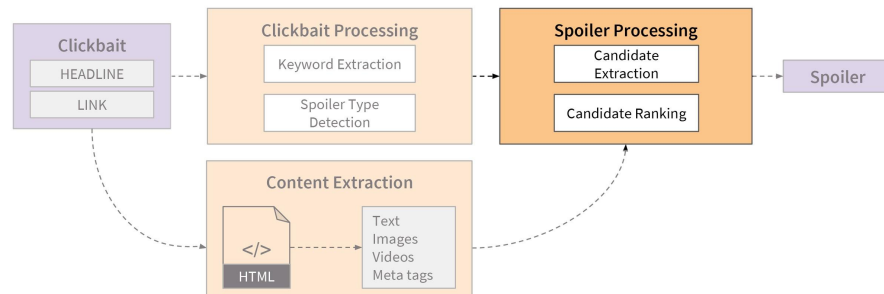 Clickbait
HEADLINE
LINK
Clickbait Processing
Keyword Extraction
Spoiler Type
Detection
Spoiler Processing
Candidate
Extraction
Candidate Ranking
Spoiler
Content Extraction
</>
HTML
Text
Images
Videos
Meta tags